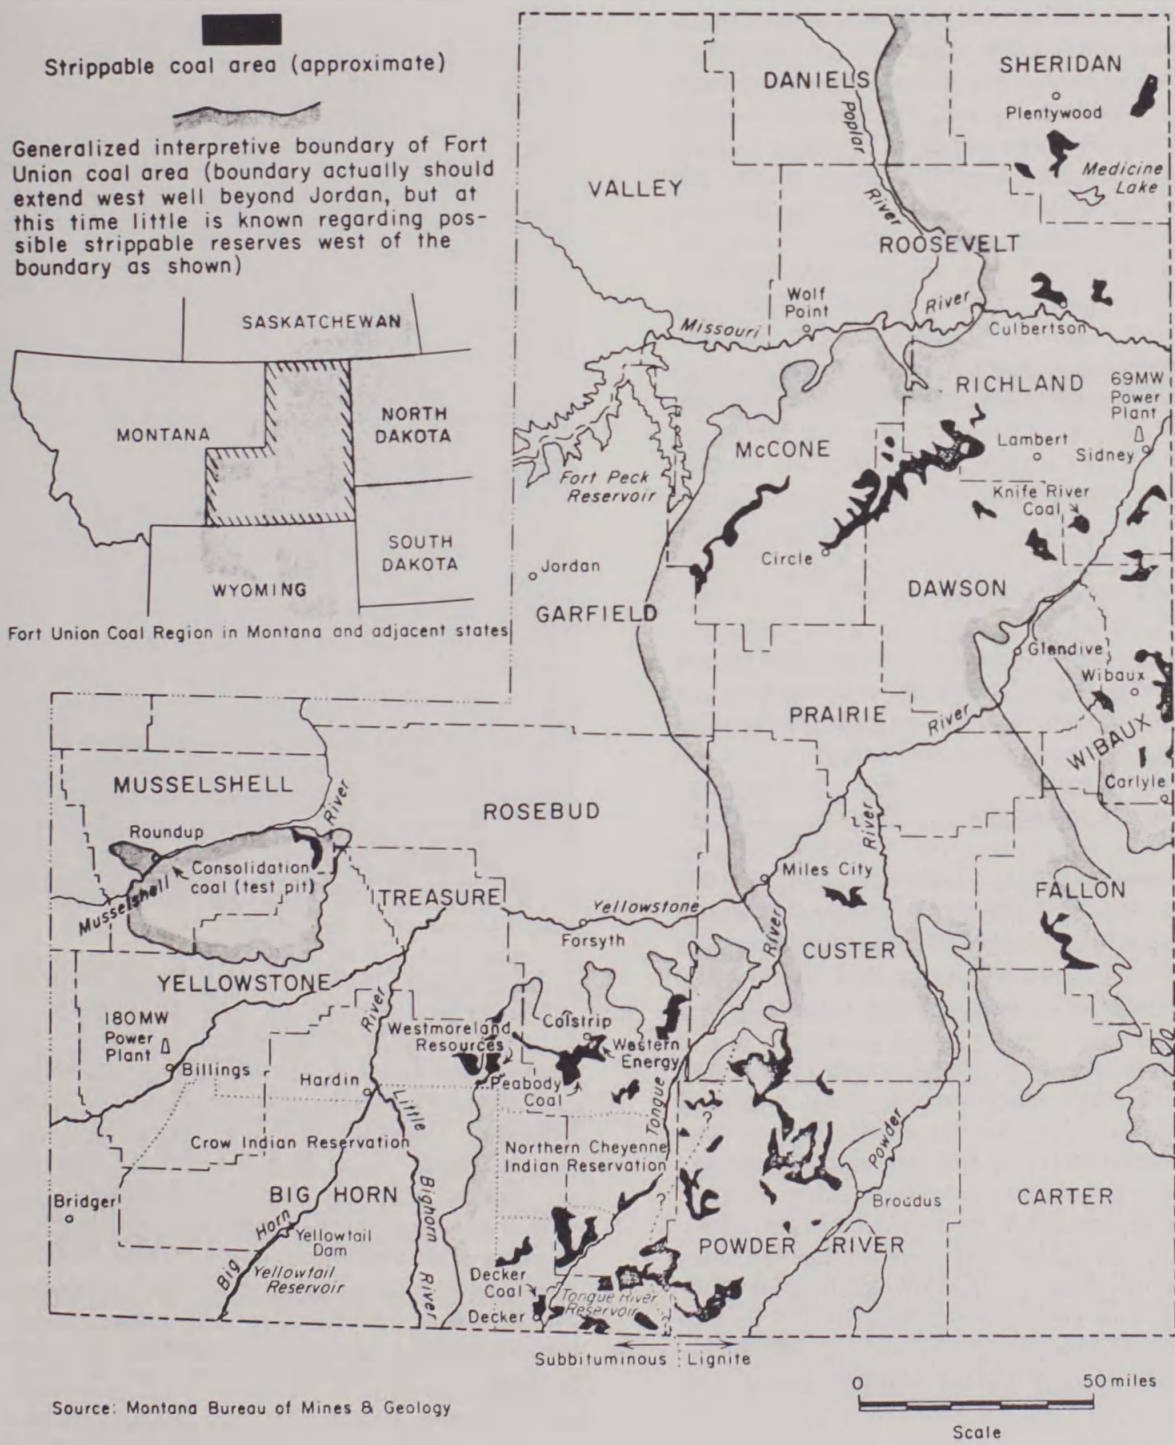 Strippable coal area (approximate)
Generalized interpretive boundary of Fort
Union coal area (boundary actually should
extend west well beyond Jordan, but at
this time little is known regarding pos-
sible strippable reserves west of the
boundary as shown)
SASKATCHEWAN
MONTANA
NORTH
DAKOTA
SOUTH
DAKOTA
WYOMING
Fort Union Coal Region in Montana and adjacent states
DANIELS
SHERIDAN
Plentywood
Poplar
River
Medicine
Lake
VALLEY
ROOSEVELT
Wolf
Point
Missouri
River
Culbertson
RICHLAND
69MW
Power
Plant
McCONE
Lambert
Sidney
Fort Peck
Reservoir
Knife River
Coal
Circle
Jordan
DAWSON
GARFIELD
Glendive
Wibaux
PRAIRIE
River
WIBAUX
Carlyle
MUSSELSHELL
River
ROSEBUD
River
Roundup
Consolidation
coal (test pit)
Musselshell
Miles City
TREASURE
Yellowstone
FALLON
Forsyth
River
CUSTER
YELLOWSTONE
180MW
Power
Plant
River
Westmoreland
Resources
Colstrip
Western
Energy
Billings
Hardin
Peabody
Coal
Little
Tongue
?
Crow Indian Reservation
Northern Cheyenne
Indian Reservation
Powder
Bridger
BIG HORN
Bighorn
?
Broadus
CARTER
Horn
Yellowtail
Dam
POWDER RIVER
Big
Yellowtail
Reservoir
River
Decker
Coal
Tongue River
Reservoir
Decker
Subbituminous
Lignite
0
50 miles
Scale
Source: Montana Bureau of Mines & Geology